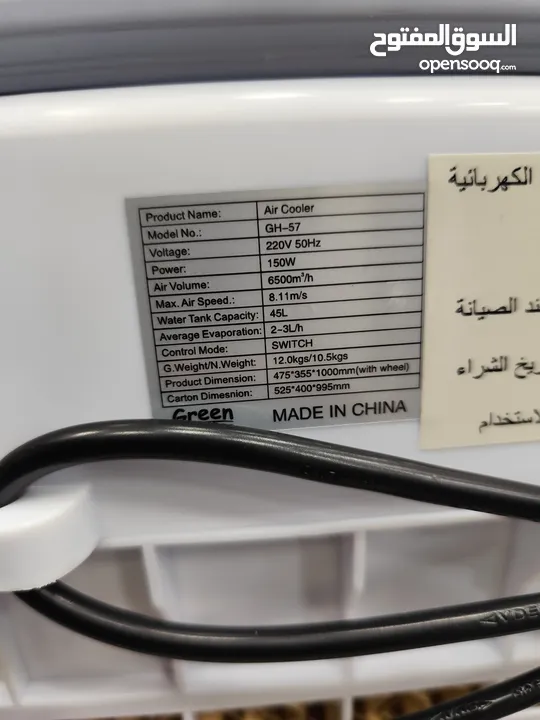 السوق المفتوح
opensooq.com
الكهربائية
Product Name: Air Cooler
Model No.: GH-57
Voltage: 220V 50Hz
Power: 150W
Air Volume: 6500m³/h
Max. Air Speed.: 8.11m/s
Water Tank Capacity: 45L
Average Evaporation: 2-3L/h
Control Mode: SWITCH
G.Weight/N.Weight: 12.0kgs/10.5kgs
Product Dimension: 475*355*1000mm(with wheel)
Carton Dimesnion: 525*400*995mm
Green MADE IN CHINA
الصيانة
الشراء